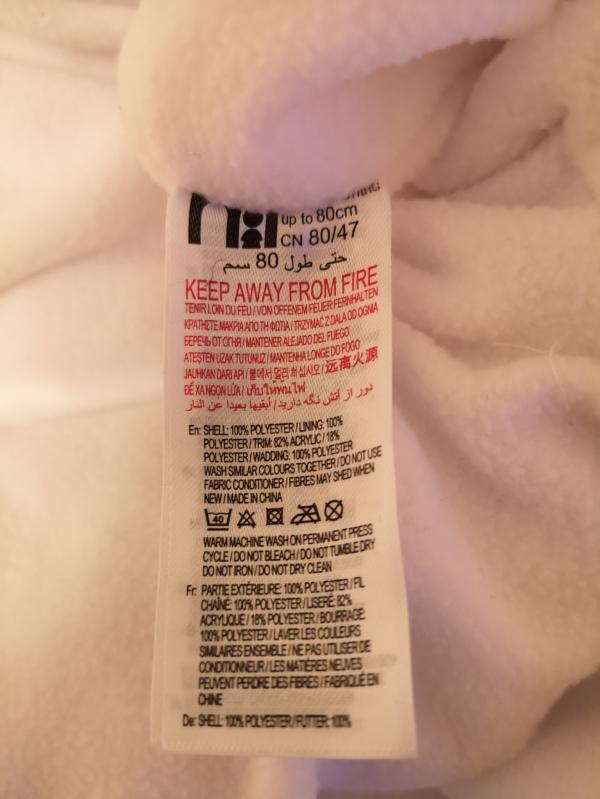 up to 80cm
CN 80/47
حتى طول 80 سم
KEEP AWAY FROM FIRE
TENIR LOIN DU FEU / VON OFFENEM FEUER FERNHALTEN
ΚΡΑΤΗΣΤΕ ΜΑΚΡΙΑ ΑΠΟ ΤΗ ΦΩΤΙΑ / TRZYMAĆ Z DALA OD OGNIA
БЕРЕЧЬ ОТ ОГНЯ / MANTENER ALEJADO DEL FUEGO
ATEŞTEN UZAK TUTUNUZ / MANTENHA LONGE DO FOGO
JAUHKAN DARI API / 불에서 멀리 하십시오 / 远离火源
ĐỂ XA NGỌN LỬA / เก็บให้พ้นไฟ
دور از آتش نگه دارید / أبقيها بعيدا عن النار
En: SHELL: 100% POLYESTER / LINING: 100%
POLYESTER / TRIM: 82% ACRYLIC / 18%
POLYESTER / WADDING: 100% POLYESTER
WASH SIMILAR COLOURS TOGETHER / DO NOT USE
FABRIC CONDITIONER / FIBRES MAY SHED WHEN
NEW / MADE IN CHINA
40
WARM MACHINE WASH ON PERMANENT PRESS
CYCLE / DO NOT BLEACH / DO NOT TUMBLE DRY
DO NOT IRON / DO NOT DRY CLEAN
Fr: PARTIE EXTÉRIEURE: 100% POLYESTER / FIL
CHAÎNE: 100% POLYESTER / LISERÉ: 82%
ACRYLIQUE / 18% POLYESTER / BOURRAGE:
100% POLYESTER / LAVER LES COULEURS
SIMILAIRES ENSEMBLE / NE PAS UTILISER DE
CONDITIONNEUR / LES MATIÈRES NEUVES
PEUVENT PERDRE DES FIBRES / FABRIQUÉ EN
CHINE
De: SHELL: 100% POLYESTER / FUTTER: 100%